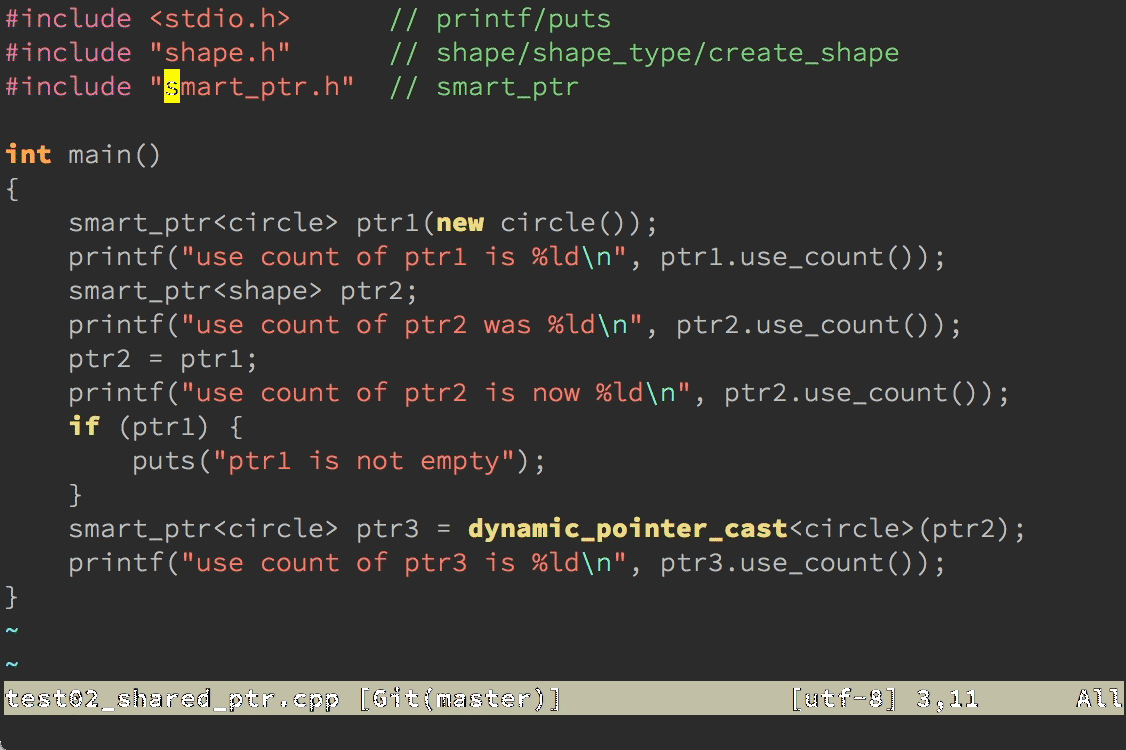 #include <stdio.h>      // printf/puts
#include "shape.h"      // shape/shape_type/create_shape
#include "smart_ptr.h"  // smart_ptr

int main()
{
    smart_ptr<circle> ptr1(new circle());
    printf("use count of ptr1 is %ld\n", ptr1.use_count());
    smart_ptr<shape> ptr2;
    printf("use count of ptr2 was %ld\n", ptr2.use_count());
    ptr2 = ptr1;
    printf("use count of ptr2 is now %ld\n", ptr2.use_count());
    if (ptr1) {
        puts("ptr1 is not empty");
    }
    smart_ptr<circle> ptr3 = dynamic_pointer_cast<circle>(ptr2);
    printf("use count of ptr3 is %ld\n", ptr3.use_count());
}
~
~
test02_shared_ptr.cpp [Git(master)] [utf-8] 3,11 All